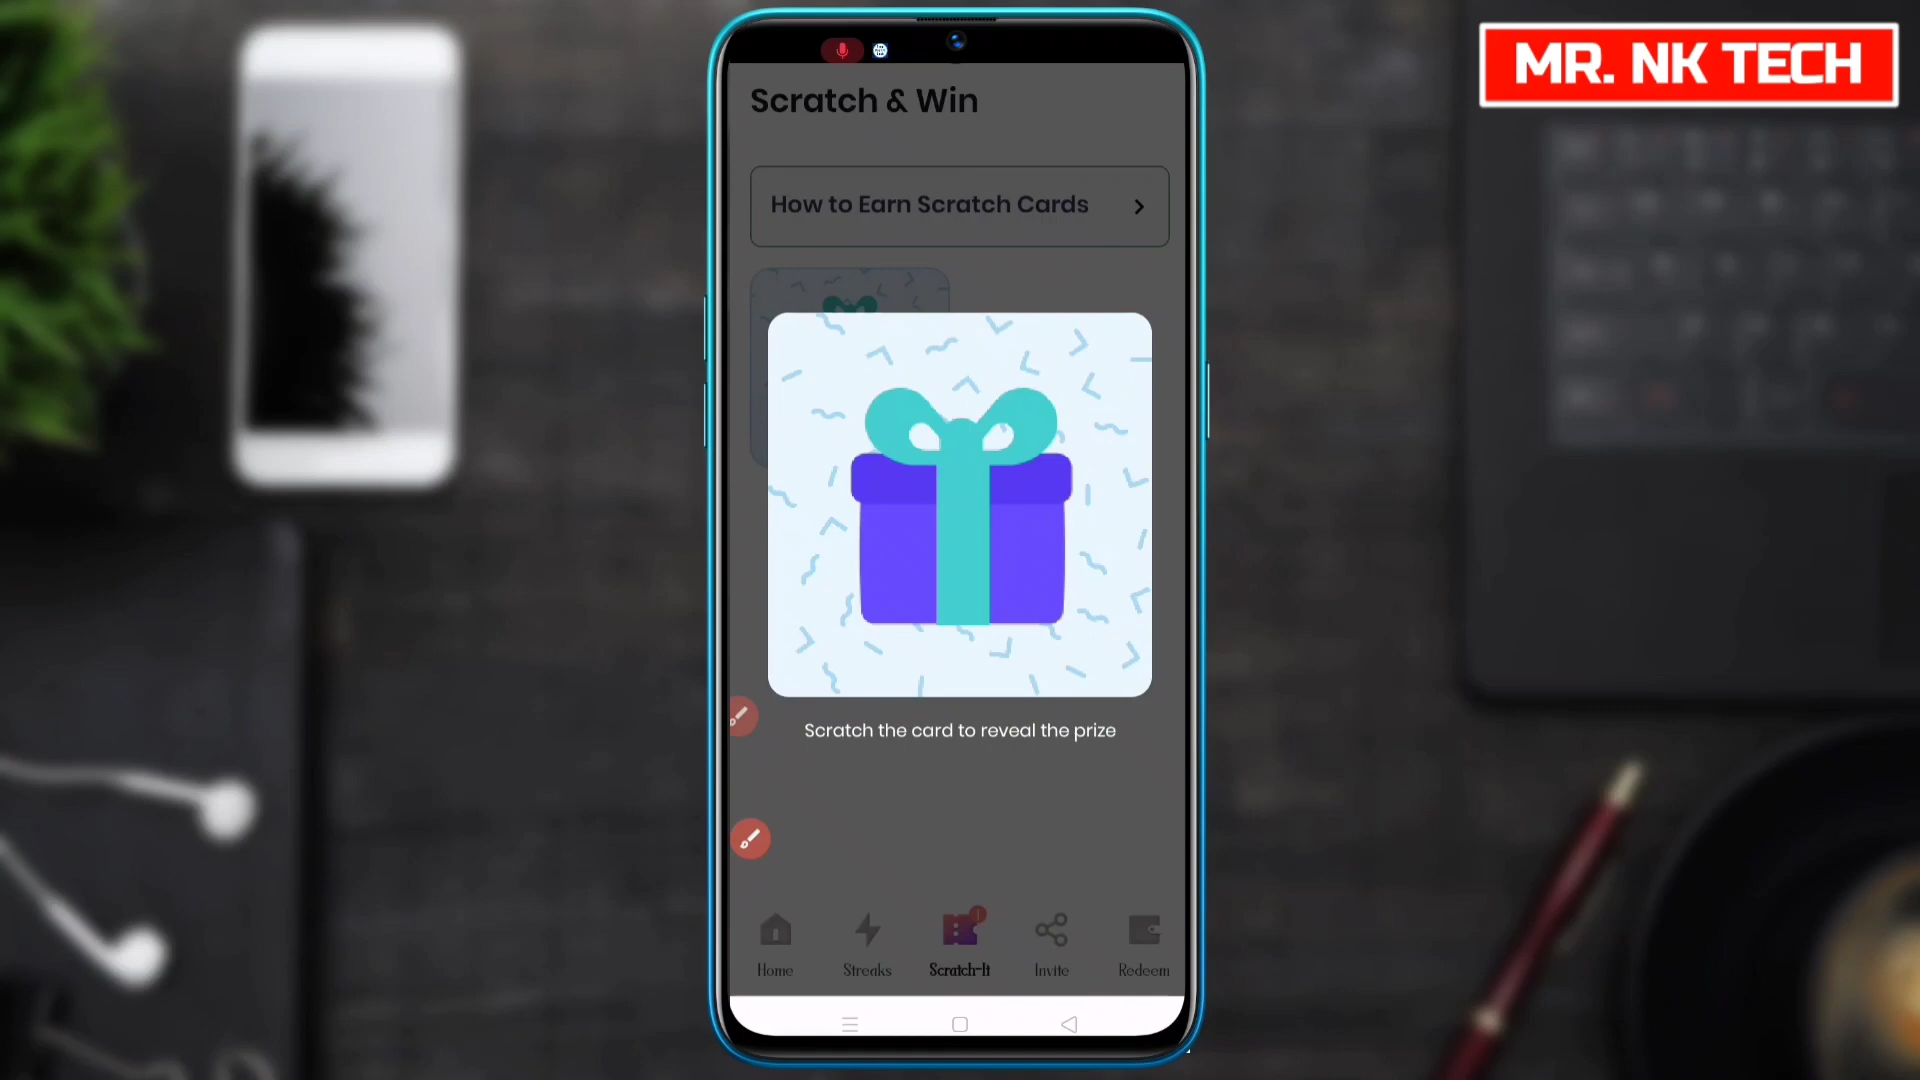 MR. NK TECH
Scratch & Win
How to Earn Scratch Cards
Scratch the card to reveal the prize
Home
Streaks
Scratch-It
Invite
Redeem